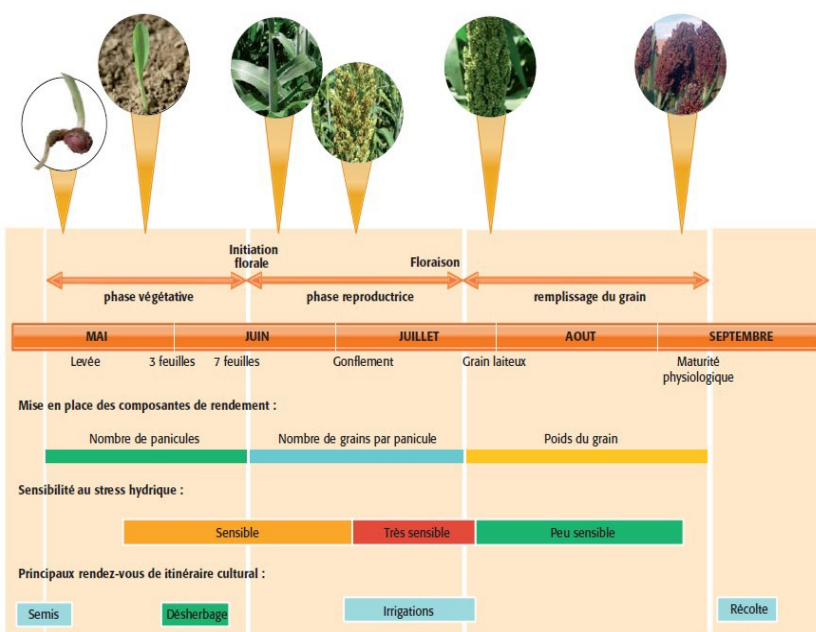 Initiation
florale
Floraison
phase végétative
phase reproductrice
remplissage du grain
MAI
JUIN
JUILLET
AOUT
SEPTEMBRE
Levée
3 feuilles
7 feuilles
Gonflement
Grain laiteux
Maturité
physiologique
Mise en place des composantes de rendement :
Nombre de panicules
Nombre de grains par panicule
Poids du grain
Sensibilité au stress hydrique :
Sensible
Très sensible
Peu sensible
Principaux rendez-vous de itinéraire cultural :
Semis
Désherbage
Irrigations
Récolte